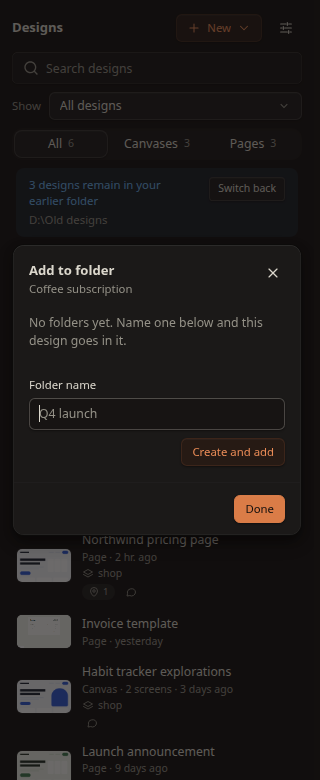 Designs
New
Search designs
Show
All designs
All 6
Canvases 3
Pages 3
3 designs remain in your
earlier folder
Switch back
D:\Old designs
Add to folder
Coffee subscription
No folders yet. Name one below and this
design goes in it.
Folder name
Q4 launch
Create and add
Done
Northwind pricing page
Page · 2 hr. ago
shop
1
Invoice template
Page · yesterday
Habit tracker explorations
Canvas · 2 screens · 3 days ago
shop
Launch announcement
Page · 9 days ago